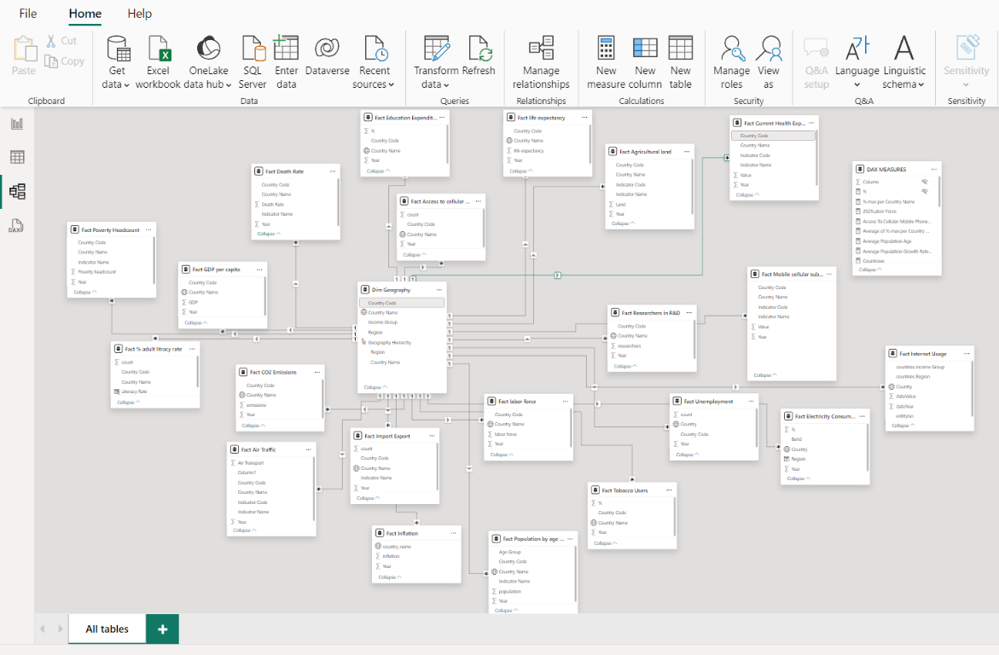 File Home Help
Paste
Cut
Copy
Get data
Excel workbook
OneLake data hub
SQL Server
Enter data
Dataverse
Recent sources
Transform data
Refresh
Manage relationships
New measure
New column
New table
Manage roles
View as
Q&A setup
Language
Linguistic schema
Sensitivity
Clipboard
Data
Queries
Relationships
Calculations
Security
Q&A
Sensitivity
Fact Education Expendit...
%
Country Code
Country Name
Year
Collapse
Fact life expectancy
Country Code
Country Name
life expectancy
Year
Collapse
Fact Current Health Exp...
Country Code
Country Name
Indicator Code
Indicator Name
Value
Year
Collapse
Fact Agricultural land
Country Code
Country Name
Indicator Code
Indicator Name
Land
Year
Collapse
DAX MEASURES
Column
%
% max per Country Name
2025Labor Force
Access To Cellular Mobile Phone...
Average of % max per Country ...
Average Population Age
Average Population Growth Rate...
Countrows
Collapse
Fact Death Rate
Country Code
Country Name
Death Rate
Indicator Name
Year
Collapse
Fact Access to cellular ...
count
Country Code
Country Name
Year
Collapse
Fact Poverty Headcount
Country Code
Country Name
Indicator Name
Poverty headcount
Year
Collapse
Fact GDP per capita
Country Code
Country Name
GDP
Year
Collapse
Dim Geography
Country Code
Country Name
Income Group
Region
Geography Hierarchy
Region
Country Name
Collapse
Fact Mobile cellular sub...
Country Code
Country Name
Indicator Code
Indicator Name
Value
Year
Collapse
Fact Researchers in R&D
Country Code
Country Name
researchers
Year
Collapse
Fact % adult litracy rate
count
Country Code
Country Name
Literacy Rate
Collapse
Fact CO2 Emissions
Country Code
Country Name
emissions
Year
Collapse
Fact Internet Usage
countries.Income Group
countries.Region
Country
dataValue
dataYear
entityIso
Collapse
Fact labor force
Country Code
Country Name
labor force
Year
Collapse
Fact Unemployment
count
Country
Country Code
Year
Collapse
Fact Electricity Consum...
%
Band
Country
Region
Year
Collapse
Fact Import Export
count
Country Code
Country Name
Indicator Name
Year
Collapse
Fact Air Traffic
Air Transport
Column1
Country Code
Country Name
Indicator Code
Indicator Name
Year
Collapse
Fact Tobacco Users
%
Country Code
Country Name
Year
Collapse
Fact Inflation
country_name
inflation
Year
Collapse
Fact Population by age ...
Age Group
Country Code
Country Name
Indicator Name
population
Year
Collapse
All tables